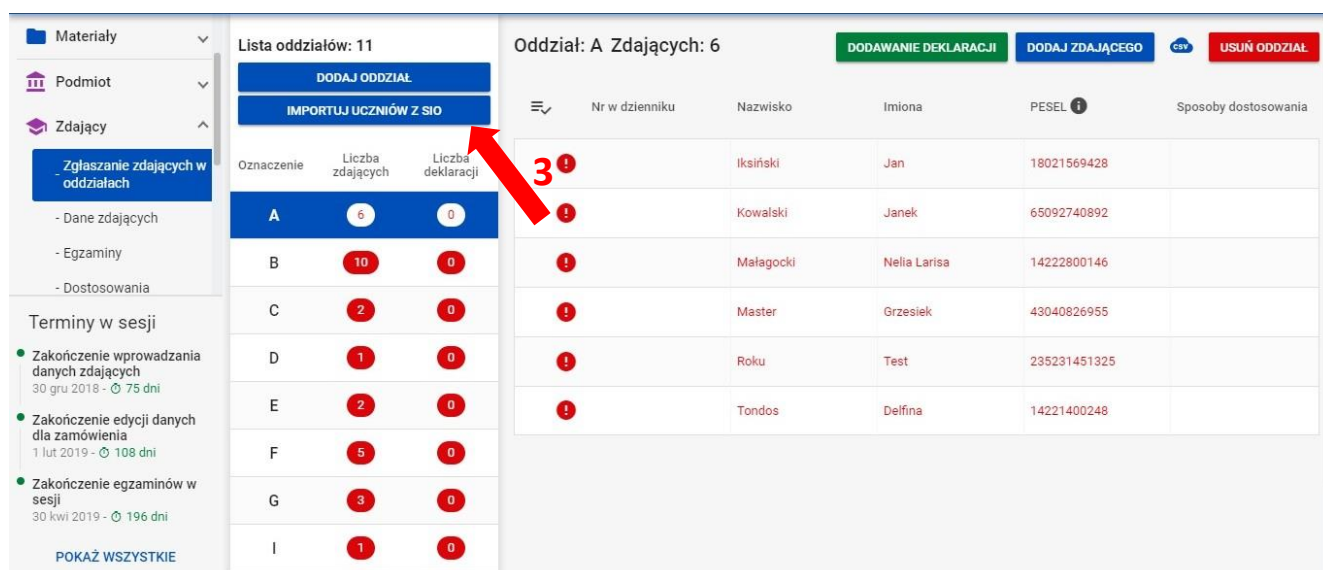 Materiały
Podmiot
Zdający
- Zgłaszanie zdających w
oddziałach
- Dane zdających
- Egzaminy
- Dostosowania
Terminy w sesji
Zakończenie wprowadzania
danych zdających
30 gru 2018 - 75 dni
Zakończenie edycji danych
dla zamówienia
1 lut 2019 - 108 dni
Zakończenie egzaminów w
sesji
30 kwi 2019 - 196 dni
POKAŻ WSZYSTKIE
Lista oddziałów: 11
DODAJ ODDZIAŁ
IMPORTUJ UCZNIÓW Z SIO
Oznaczenie Liczba zdających Liczba deklaracji
A 6 0
B 10 0
C 2 0
D 1 0
E 2 0
F 5 0
G 3 0
I 1 0
3
Oddział: A Zdających: 6 DODAWANIE DEKLARACJI DODAJ ZDAJĄCEGO CSV USUŃ ODDZIAŁ
Nr w dzienniku Nazwisko Imiona PESEL Sposoby dostosowania
Iksiński Jan 18021569428
Kowalski Janek 65092740892
Małagocki Nelia Larisa 14222800146
Master Grzesiek 43040826955
Roku Test 235231451325
Tondos Delfina 14221400248